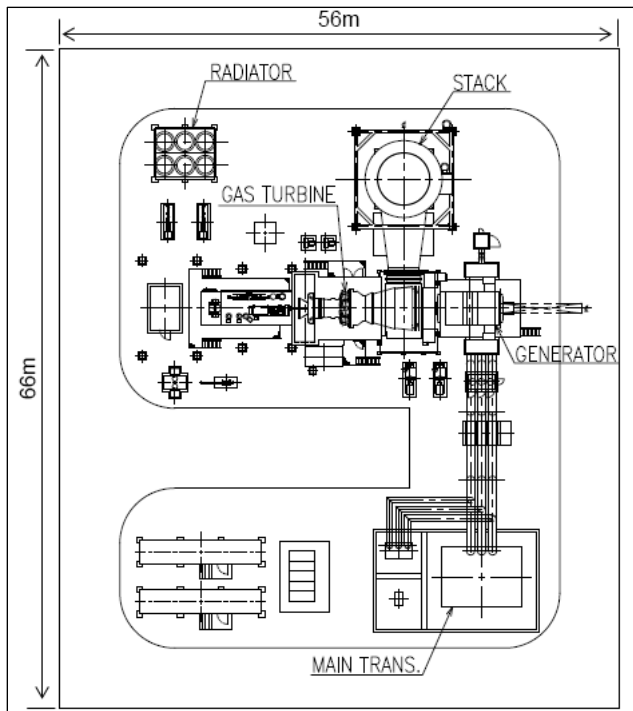 56m
RADIATOR
STACK
GAS TURBINE
GENERATOR
66m
MAIN TRANS.